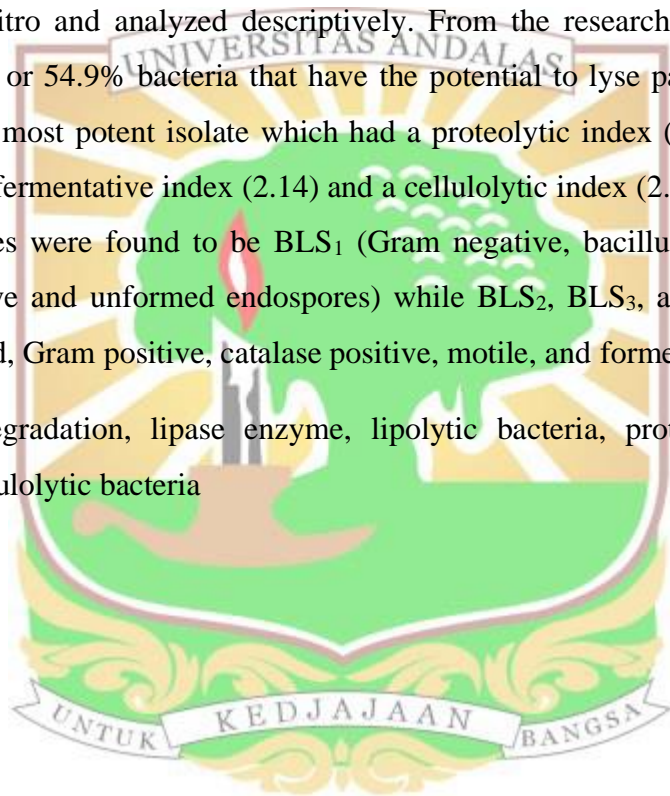 itro and analyzed descriptively. From the research
UNIVERSITAS ANDALAS
or 54.9% bacteria that have the potential to lyse pa
most potent isolate which had a proteolytic index (
fermentative index (2.14) and a cellulolytic index (2.
es were found to be BLS₁ (Gram negative, bacillu
ve and unformed endospores) while BLS₂, BLS₃, a
d, Gram positive, catalase positive, motile, and forme
egradation, lipase enzyme, lipolytic bacteria, prot
ulolytic bacteria
UNTUK KEDJAJAAN BANGSA